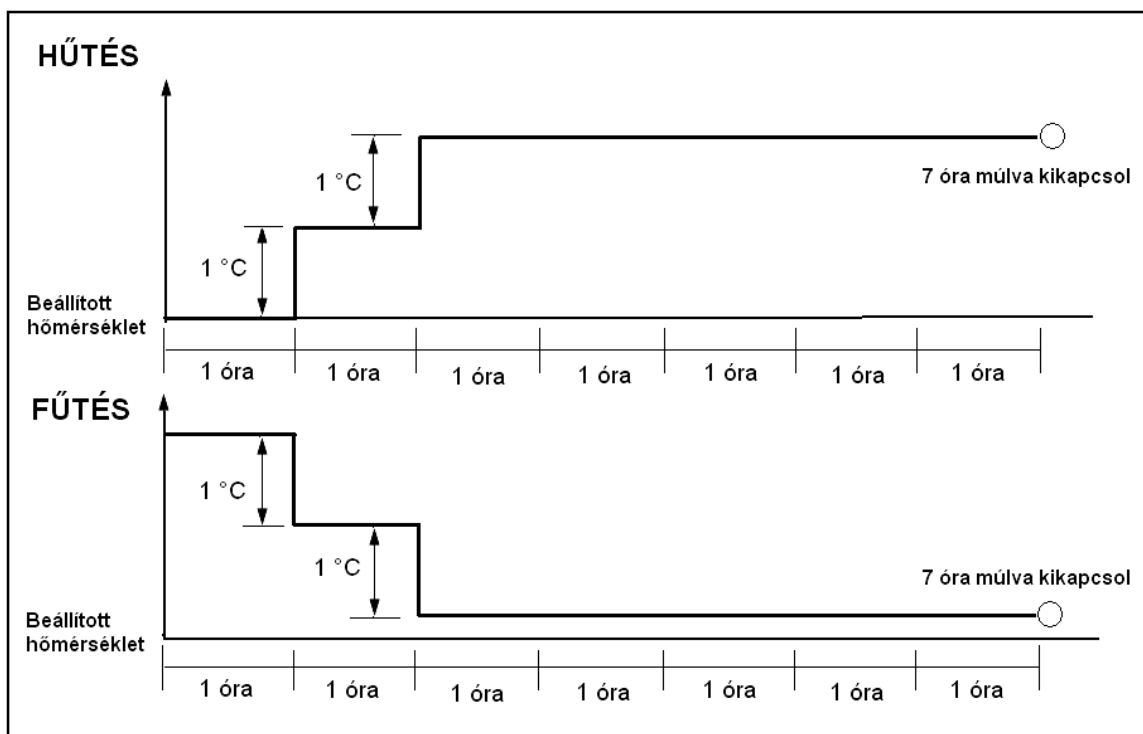 HŰTÉS
1 °C
7 óra múlva kikapcsol
1 °C
Beállított
hőmérséklet
1 óra 1 óra 1 óra 1 óra 1 óra 1 óra 1 óra
FŰTÉS
1 °C
1 °C
7 óra múlva kikapcsol
Beállított
hőmérséklet
1 óra 1 óra 1 óra 1 óra 1 óra 1 óra 1 óra